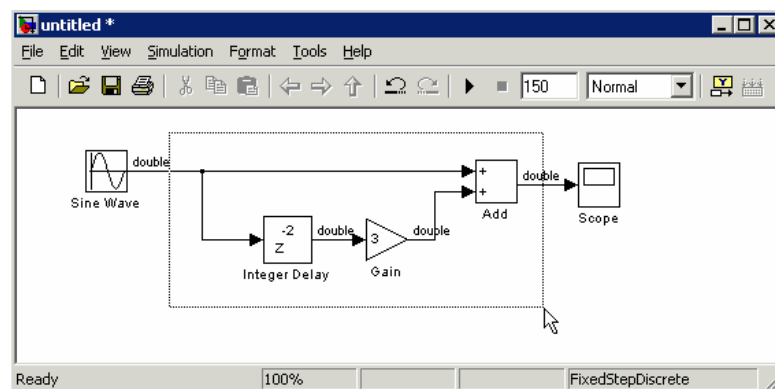 untitled *
File Edit View Simulation Format Tools Help
150 Normal
double
Sine Wave
+
+
Add
double
Scope
-2
Z
Integer Delay
double
3
Gain
double
Ready 100% FixedStepDiscrete